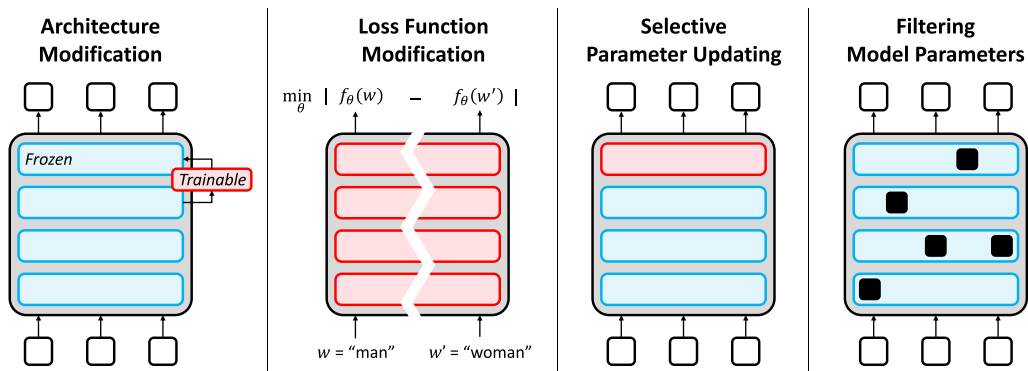 Architecture
Modification
Frozen
Trainable
Loss Function
Modification
min θ | fθ(w) − fθ(w′) |
w = “man” w’ = “woman”
Selective
Parameter Updating
Filtering
Model Parameters